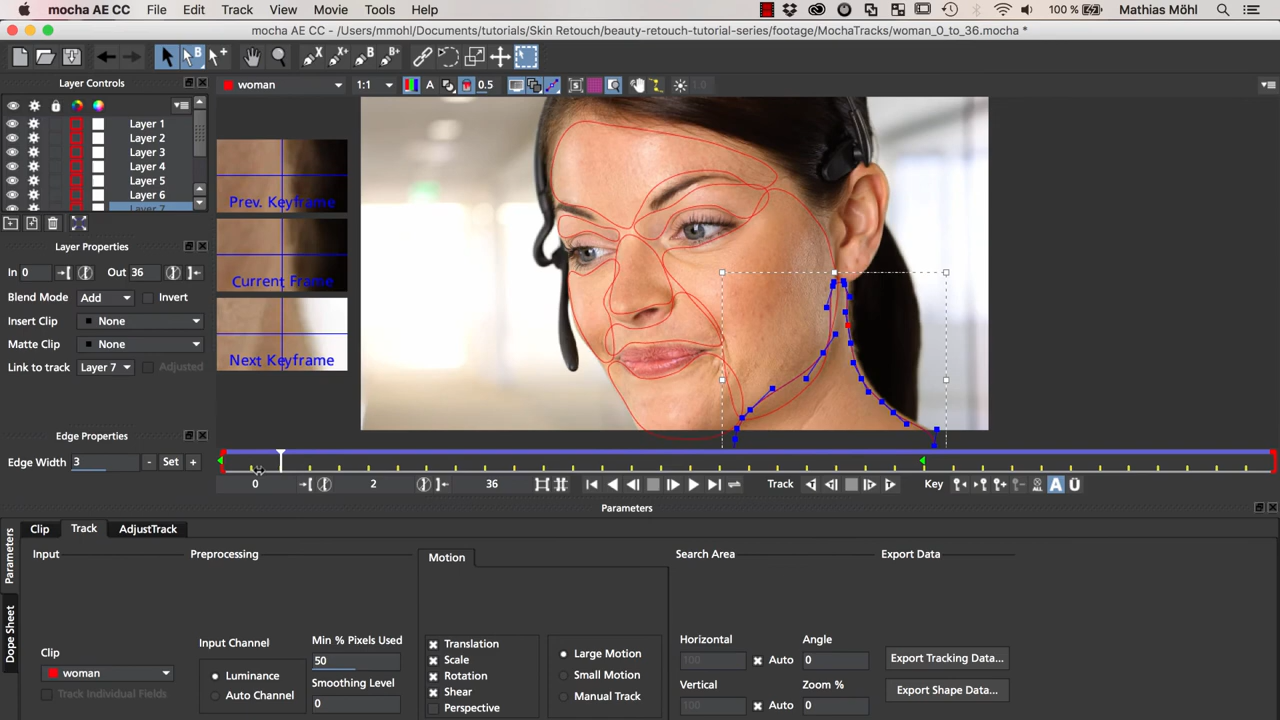 mocha AE CC File Edit Track View Movie Tools Help 100 % Mathias Möhl
mocha AE CC - /Users/mmohl/Documents/tutorials/Skin Retouch/beauty-retouch-tutorial-series/footage/MochaTracks/woman_0_to_36.mocha *
Layer Controls
woman 1:1 A 0.5 1.0
Layer 1
Layer 2
Layer 3
Layer 4
Layer 5
Layer 6
Layer 7
Prev. Keyframe
Current Frame
Next Keyframe
Layer Properties
In 0 Out 36
Blend Mode Add Invert
Insert Clip None
Matte Clip None
Link to track Layer 7 Adjusted
Edge Properties
Edge Width 3 - Set +
0 2 36 Track Key A
Parameters
Parameters
Dope Sheet
Clip Track AdjustTrack
Input Preprocessing Motion Search Area Export Data
Clip
woman
Track Individual Fields
Input Channel
Luminance
Auto Channel
Min % Pixels Used
50
Smoothing Level
0
Translation
Scale
Rotation
Shear
Perspective
Large Motion
Small Motion
Manual Track
Horizontal
100 Auto
Vertical
100 Auto
Angle
0
Zoom %
0
Export Tracking Data...
Export Shape Data...